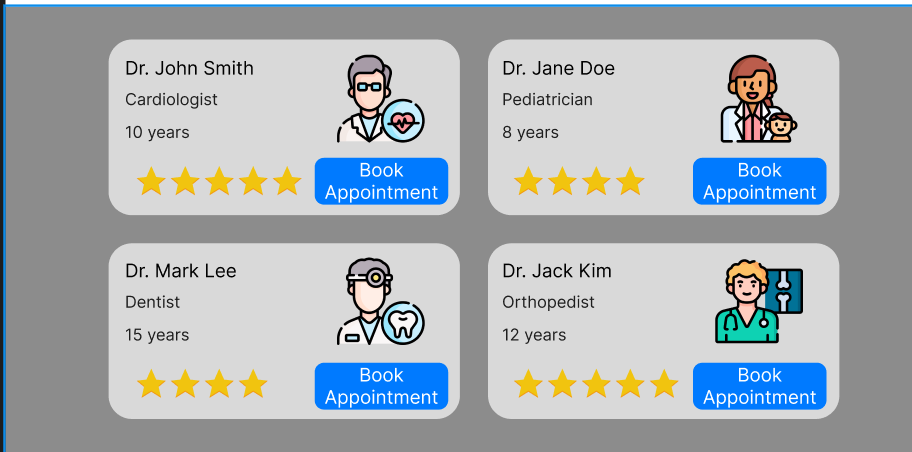 Dr. John Smith
Cardiologist
10 years
Book
Appointment
Dr. Jane Doe
Pediatrician
8 years
Book
Appointment
Dr. Mark Lee
Dentist
15 years
Book
Appointment
Dr. Jack Kim
Orthopedist
12 years
Book
Appointment